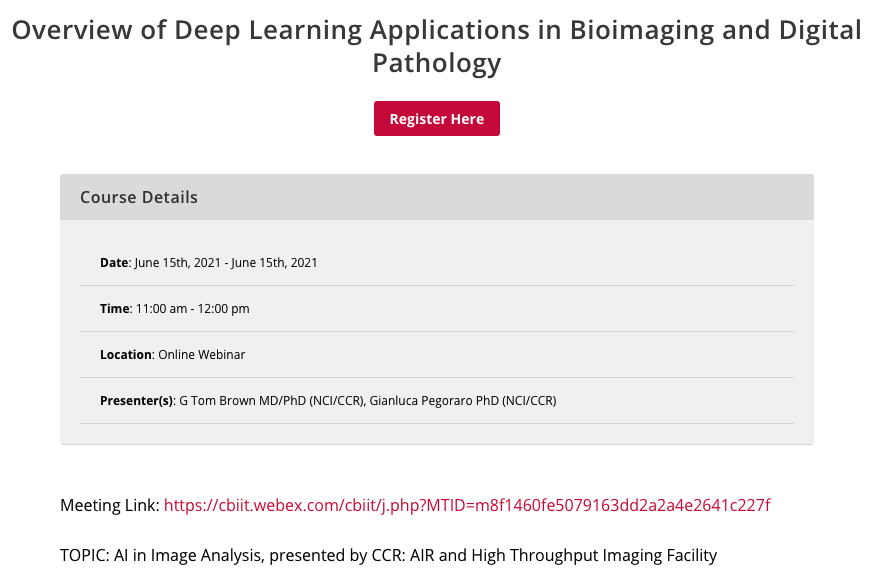 Overview of Deep Learning Applications in Bioimaging and Digital
Pathology
Register Here
Course Details
Date: June 15th, 2021 - June 15th, 2021
Time: 11:00 am - 12:00 pm
Location: Online Webinar
Presenter(s): G Tom Brown MD/PhD (NCI/CCR), Gianluca Pegoraro PhD (NCI/CCR)
Meeting Link: https://cbiit.webex.com/cbiit/j.php?MTID=m8f1460fe5079163dd2a2a4e2641c227f
TOPIC: AI in Image Analysis, presented by CCR: AIR and High Throughput Imaging Facility